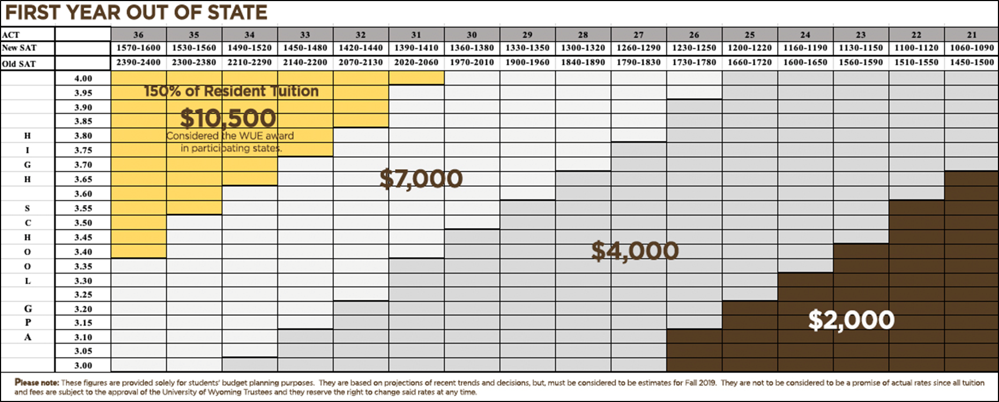 FIRST YEAR OUT OF STATE
ACT 36 35 34 33 32 31 30 29 28 27 26 25 24 23 22 21
New SAT 1570-1600 1530-1560 1490-1520 1450-1480 1420-1440 1390-1410 1360-1380 1330-1350 1300-1320 1260-1290 1230-1250 1200-1220 1160-1190 1130-1150 1100-1120 1060-1090
Old SAT 2390-2400 2300-2380 2210-2290 2140-2200 2070-2130 2020-2060 1970-2010 1900-1960 1840-1890 1790-1830 1730-1780 1660-1720 1600-1650 1560-1590 1510-1550 1450-1500
4.00
3.95 150% of Resident Tuition
3.90
3.85 $10,500
H 3.80 Considered the WUE award
I 3.75 in participating states.
G 3.70
H 3.65 $7,000
3.60
S 3.55
C 3.50
H 3.45
O 3.40 $4,000
O 3.35
L 3.30
3.25
G 3.20
P 3.15 $2,000
A 3.10
3.05
3.00
Please note: These figures are provided solely for students' budget planning purposes. They are based on projections of recent trends and decisions, but, must be considered to be estimates for Fall 2019. They are not to be considered to be a promise of actual rates since all tuition
and fees are subject to the approval of the University of Wyoming Trustees and they reserve the right to change said rates at any time.